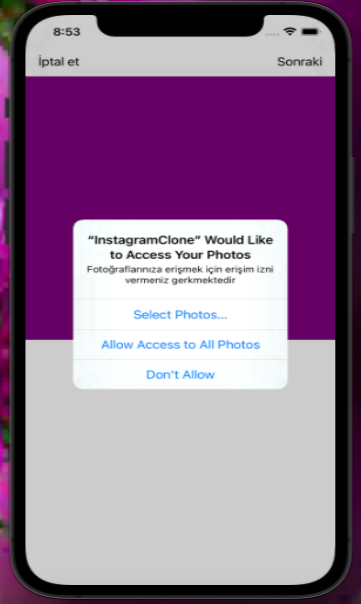 8:53
İptal et Sonraki
“InstagramClone” Would Like
to Access Your Photos
Fotoğraflarınıza erişmek için erişim izni
vermeniz gerkmektedir
Select Photos...
Allow Access to All Photos
Don't Allow